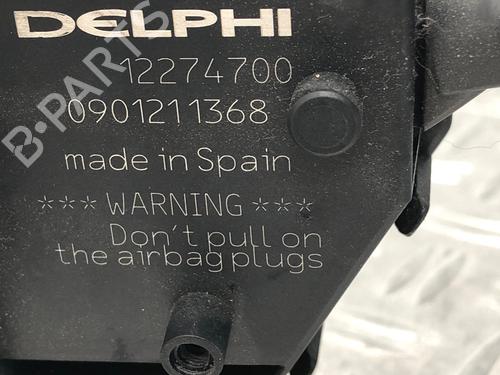 DELPHI
12274700
0901211368
made in Spain
*** WARNING ***
Don't pull on
the airbag plugs
B-PARTS